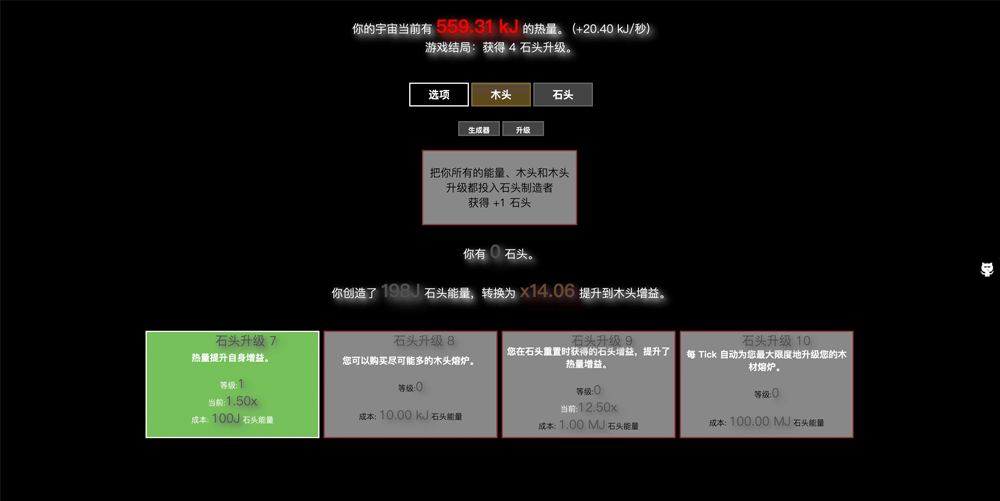 你的宇宙当前有 559.31 kJ 的热量。(+20.40 kJ/秒)
游戏结局：获得 4 石头升级。
选项 木头 石头
生成器 升级
把你所有的能量、木头和木头
升级都投入石头制造者
获得 +1 石头
你有 0 石头。
你创造了 198J 石头能量，转换为 x14.06 提升到木头增益。
石头升级 7
热量提升自身增益。
等级:1
当前:1.50x
成本: 100J 石头能量
石头升级 8
您可以购买尽可能多的木头熔炉。
等级:0
成本: 10.00 kJ 石头能量
石头升级 9
您在石头重置时获得的石头增益，提升了
热量增益。
等级:0
当前:12.50x
成本: 1.00 MJ 石头能量
石头升级 10
每 Tick 自动为您最大限度地升级您的木
材熔炉。
等级:0
成本: 100.00 MJ 石头能量